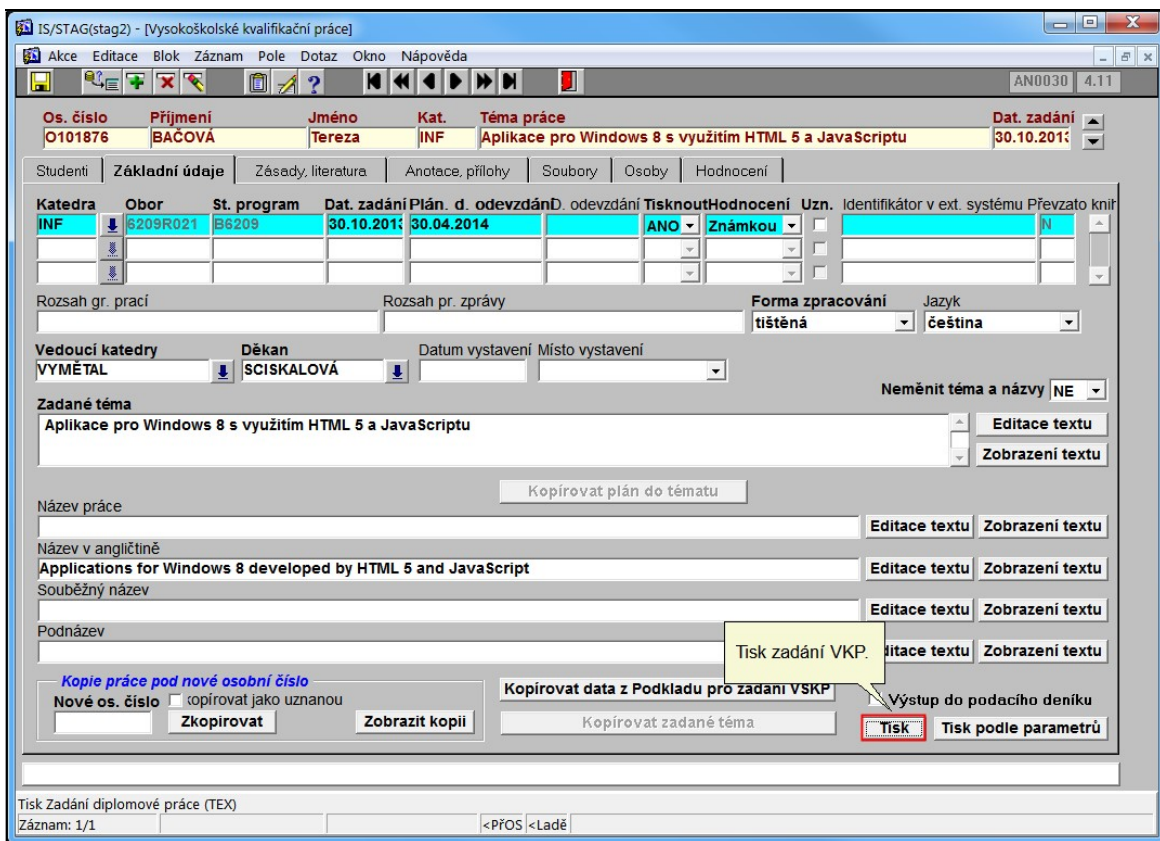 IS/STAG(stag2) - [Vysokoškolské kvalifikační práce]
Akce Editace Blok Záznam Pole Dotaz Okno Nápověda
AN0030 4.11
Os. číslo Příjmení Jméno Kat. Téma práce Dat. zadání
O101876 BAČOVÁ Tereza INF Aplikace pro Windows 8 s využitím HTML 5 a JavaScriptu 30.10.2013
Studenti Základní údaje Zásady, literatura Anotace, přílohy Soubory Osoby Hodnocení
Katedra Obor St. program Dat. zadání Plán. d. odevzdání D. odevzdání Tisknout Hodnocení Uzn. Identifikátor v ext. systému Převzato knih
INF 6209R021 B6209 30.10.2013 30.04.2014 ANO Známkou N
Rozsah gr. prací Rozsah pr. zprávy Forma zpracování Jazyk
tištěná čeština
Vedoucí katedry Děkan Datum vystavení Místo vystavení
VYMĚTAL SCISKALOVÁ
Neměnit téma a názvy NE
Zadané téma
Aplikace pro Windows 8 s využitím HTML 5 a JavaScriptu Editace textu
Zobrazení textu
Kopírovat plán do tématu
Název práce
Editace textu Zobrazení textu
Název v angličtině
Applications for Windows 8 developed by HTML 5 and JavaScript Editace textu Zobrazení textu
Souběžný název
Editace textu Zobrazení textu
Podnázev
Tisk zadání VKP. ditace textu Zobrazení textu
Kopie práce pod nové osobní číslo
Kopírovat data z Podkladu pro zadání VSKP
Nové os. číslo kopírovat jako uznanou Výstup do podacího deníku
Zkopirovat Zobrazit kopii Kopírovat zadané téma Tisk Tisk podle parametrů
Tisk Zadání diplomové práce (TEX)
Záznam: 1/1 <PřOS <Ladě